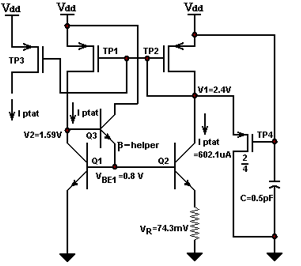 Vdd Vdd Vdd
TP3 TP1 TP2
I ptat I ptat V1=2.4V
V2=1.59V Q3 I ptat TP4
β-helper =602.1uA 2/4
Q1 Q2
VBE1=0.8 V C=0.5pF
VR=74.3mV